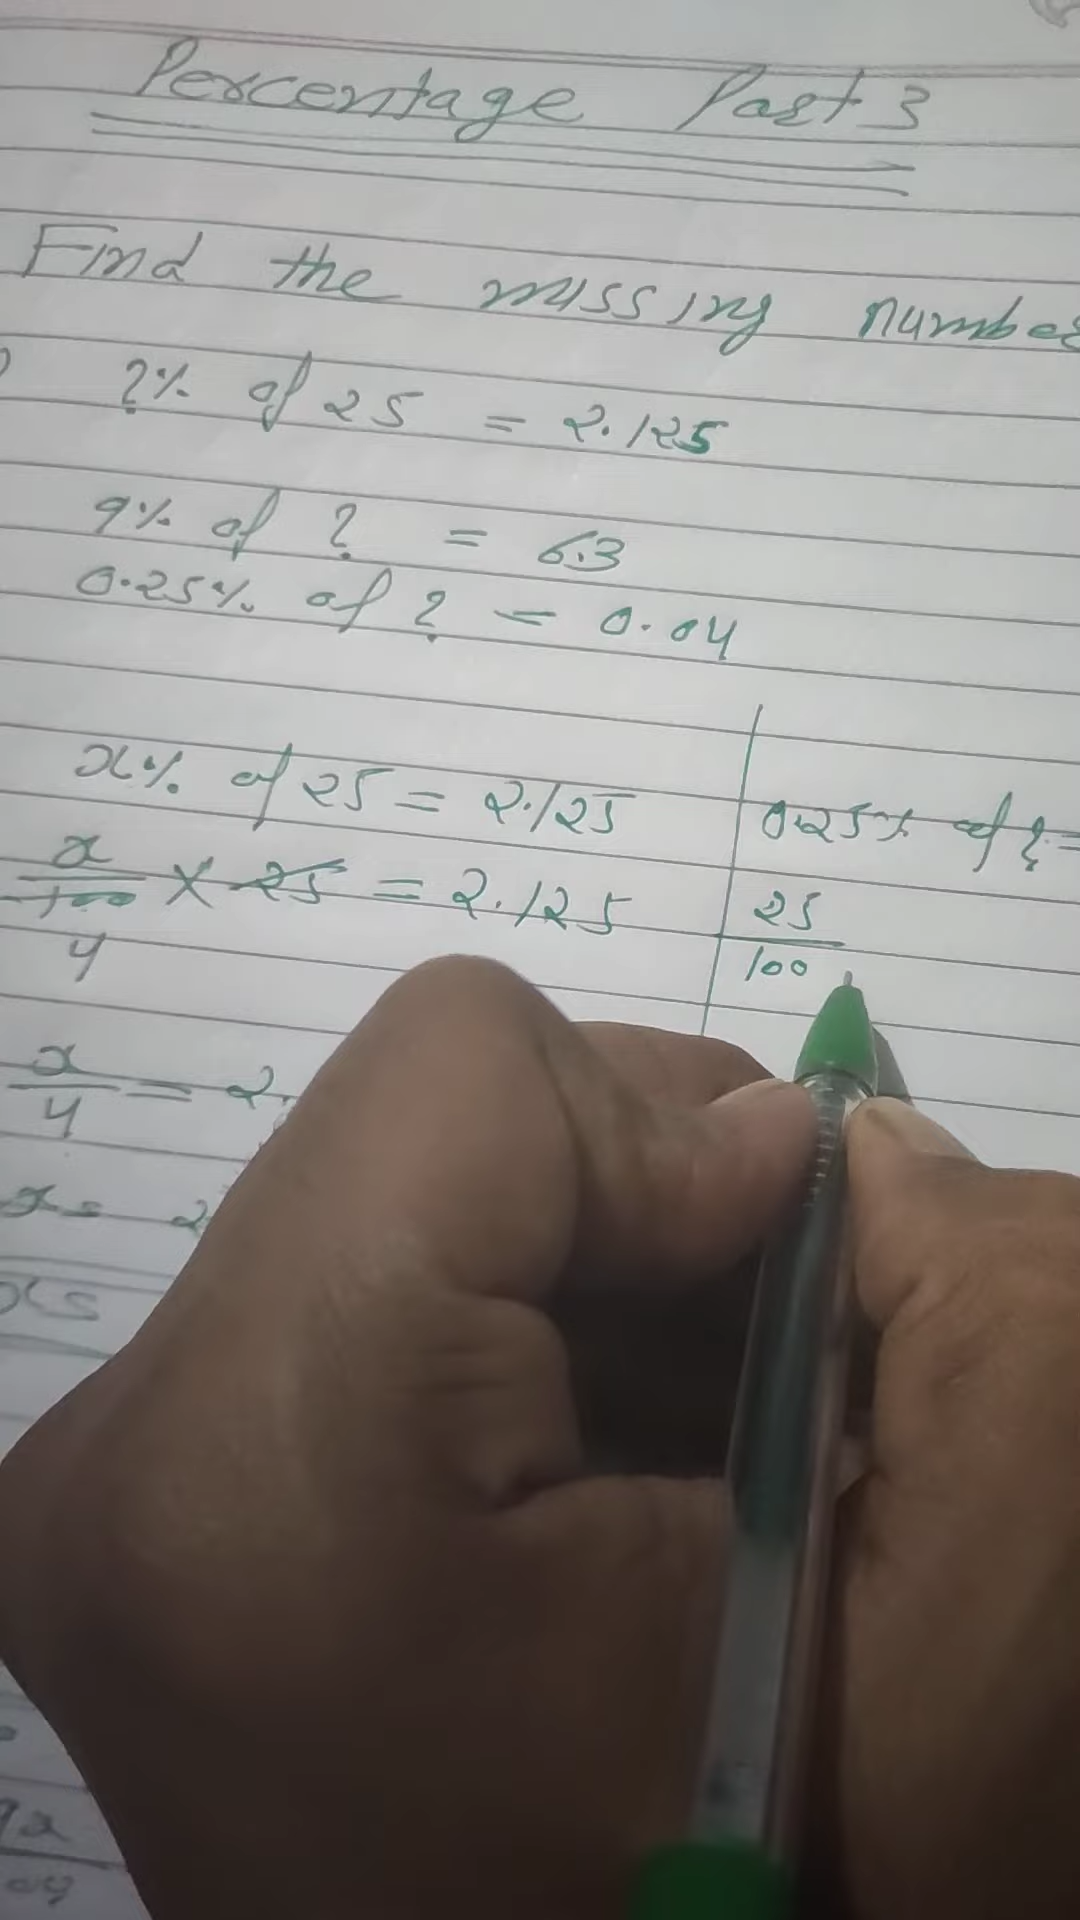 Percentage Part 3
Find the missing
?% of 25 = 2.125
9% of ? = 6.3
0.25% of ? = 0.04
x% of 25 = 2.125
x/100 × 25 = 2.125
4
x/4 = 2.
x = 2
0.25% of ? =
25/100